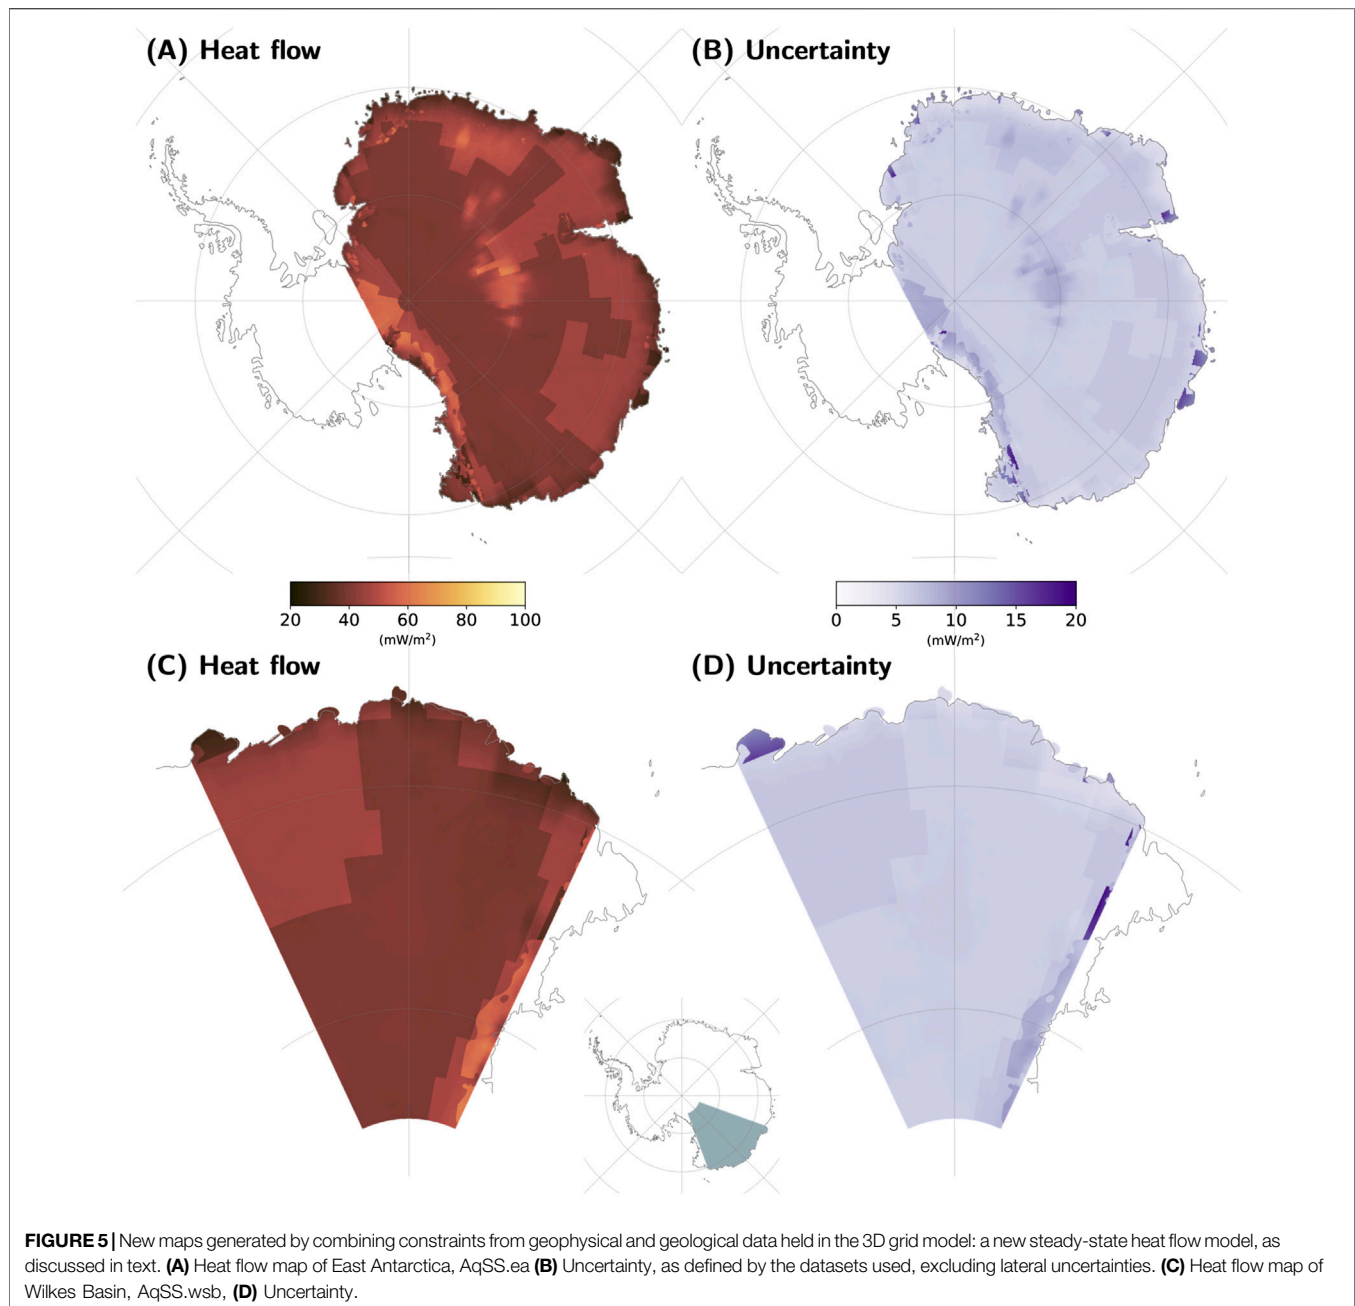 (A) Heat flow
(B) Uncertainty
20 40 60 80 100
(mW/m²)
0 5 10 15 20
(mW/m²)
(C) Heat flow
(D) Uncertainty
FIGURE 5 | New maps generated by combining constraints from geophysical and geological data held in the 3D grid model: a new steady-state heat flow model, as
discussed in text. (A) Heat flow map of East Antarctica, AqSS.ea (B) Uncertainty, as defined by the datasets used, excluding lateral uncertainties. (C) Heat flow map of
Wilkes Basin, AqSS.wsb, (D) Uncertainty.